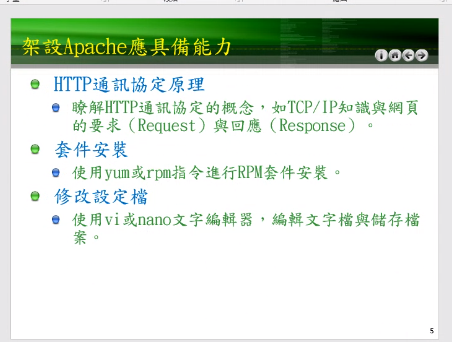 架設Apache應具備能力
HTTP通訊協定原理
瞭解HTTP通訊協定的概念，如TCP/IP知識與網頁
的要求（Request）與回應（Response）。
套件安裝
使用yum或rpm指令進行RPM套件安裝。
修改設定檔
使用vi或nano文字編輯器，編輯文字檔與儲存檔
案。
5